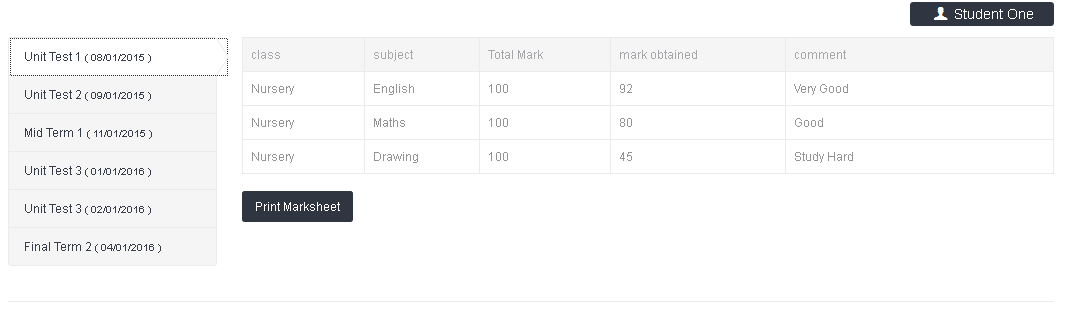 Student One
Unit Test 1 ( 08/01/2015 )
Unit Test 2 ( 09/01/2015 )
Mid Term 1 ( 11/01/2015 )
Unit Test 3 ( 01/01/2016 )
Unit Test 3 ( 02/01/2016 )
Final Term 2 ( 04/01/2016 )
class subject Total Mark mark obtained comment
Nursery English 100 92 Very Good
Nursery Maths 100 80 Good
Nursery Drawing 100 45 Study Hard
Print Marksheet